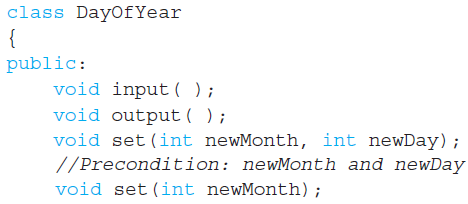 class DayOfYear
{
public:
void input( );
void output( );
void set(int newMonth, int newDay);
//Precondition: newMonth and newDay
void set(int newMonth);